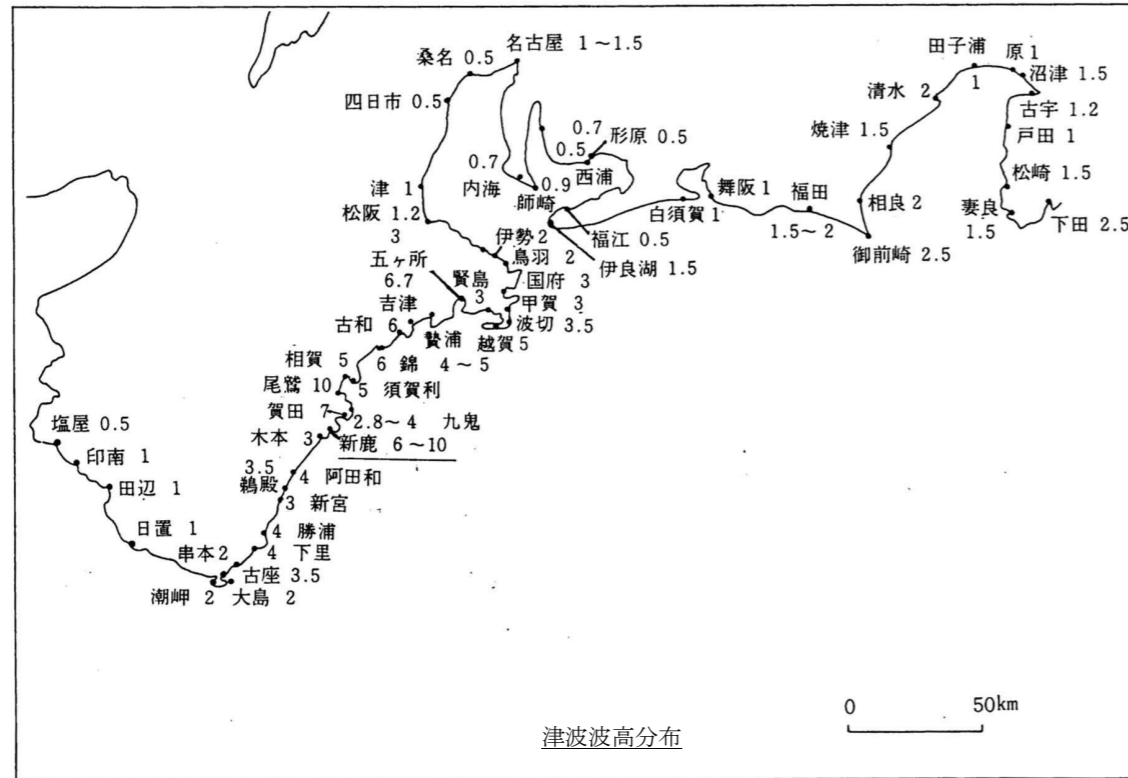 名古屋 1～1.5
桑名 0.5
四日市 0.5
津 1
松阪 1.2
3
内海
0.7
師崎
0.9
0.7
0.5
形原 0.5
西浦
福江 0.5
伊良湖 1.5
白須賀 1
舞阪 1
福田
1.5～2
御前崎 2.5
相良 2
焼津 1.5
清水 2
田子浦
1
原 1
沼津 1.5
古宇 1.2
戸田 1
松崎 1.5
妻良
1.5
下田 2.5
伊勢 2
鳥羽 2
国府 3
甲賀 3
波切 3.5
越賀 5
賢島
3
五ヶ所
6.7
贄浦
4～5
吉津
古和 6
6 錦
相賀 5
5 須賀利
尾鷲 10
2.8～4 九鬼
賀田 7
新鹿 6～10
木本 3
4 阿田和
3.5
鵜殿
3 新宮
4 勝浦
4 下里
古座 3.5
串本 2
大島 2
潮岬 2
日置 1
田辺 1
印南 1
塩屋 0.5
津波波高分布
0 50km